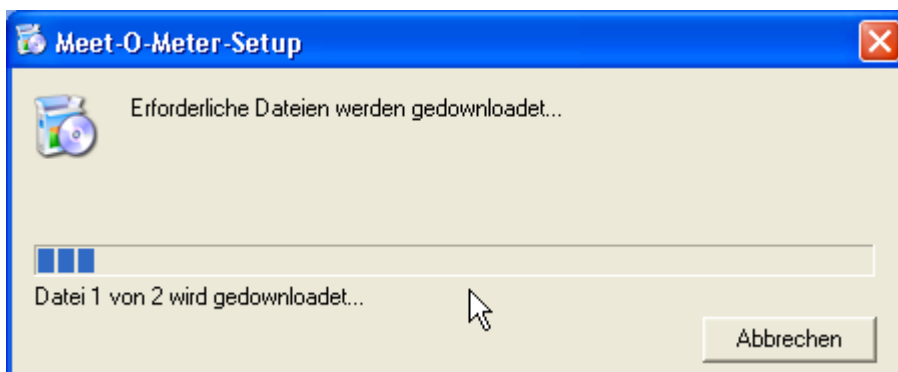 Meet-O-Meter-Setup
Erforderliche Dateien werden gedownloadet...
Datei 1 von 2 wird gedownloadet...
Abbrechen